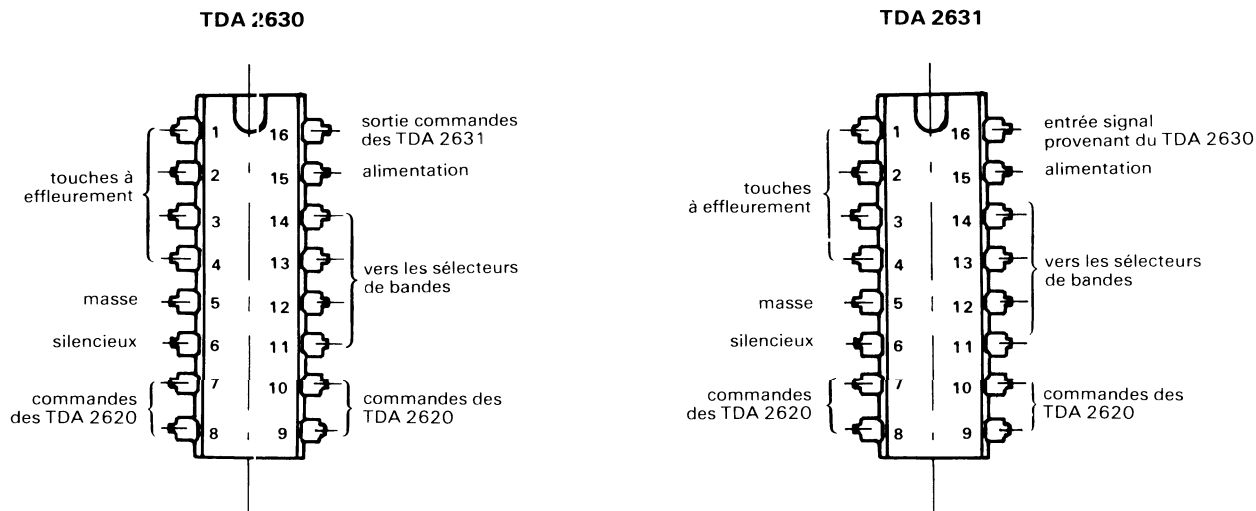 TDA 2630
1
2
3
4
5
6
7
8
16
15
14
13
12
11
10
9
touches à
effleurement
masse
silencieux
commandes
des TDA 2620
sortie commandes
des TDA 2631
alimentation
vers les sélecteurs
de bandes
commandes des
TDA 2620
TDA 2631
1
2
3
4
5
6
7
8
16
15
14
13
12
11
10
9
touches
à effleurement
masse
silencieux
commandes
des TDA 2620
entrée signal
provenant du TDA 2630
alimentation
vers les sélecteurs
de bandes
commandes des
TDA 2620